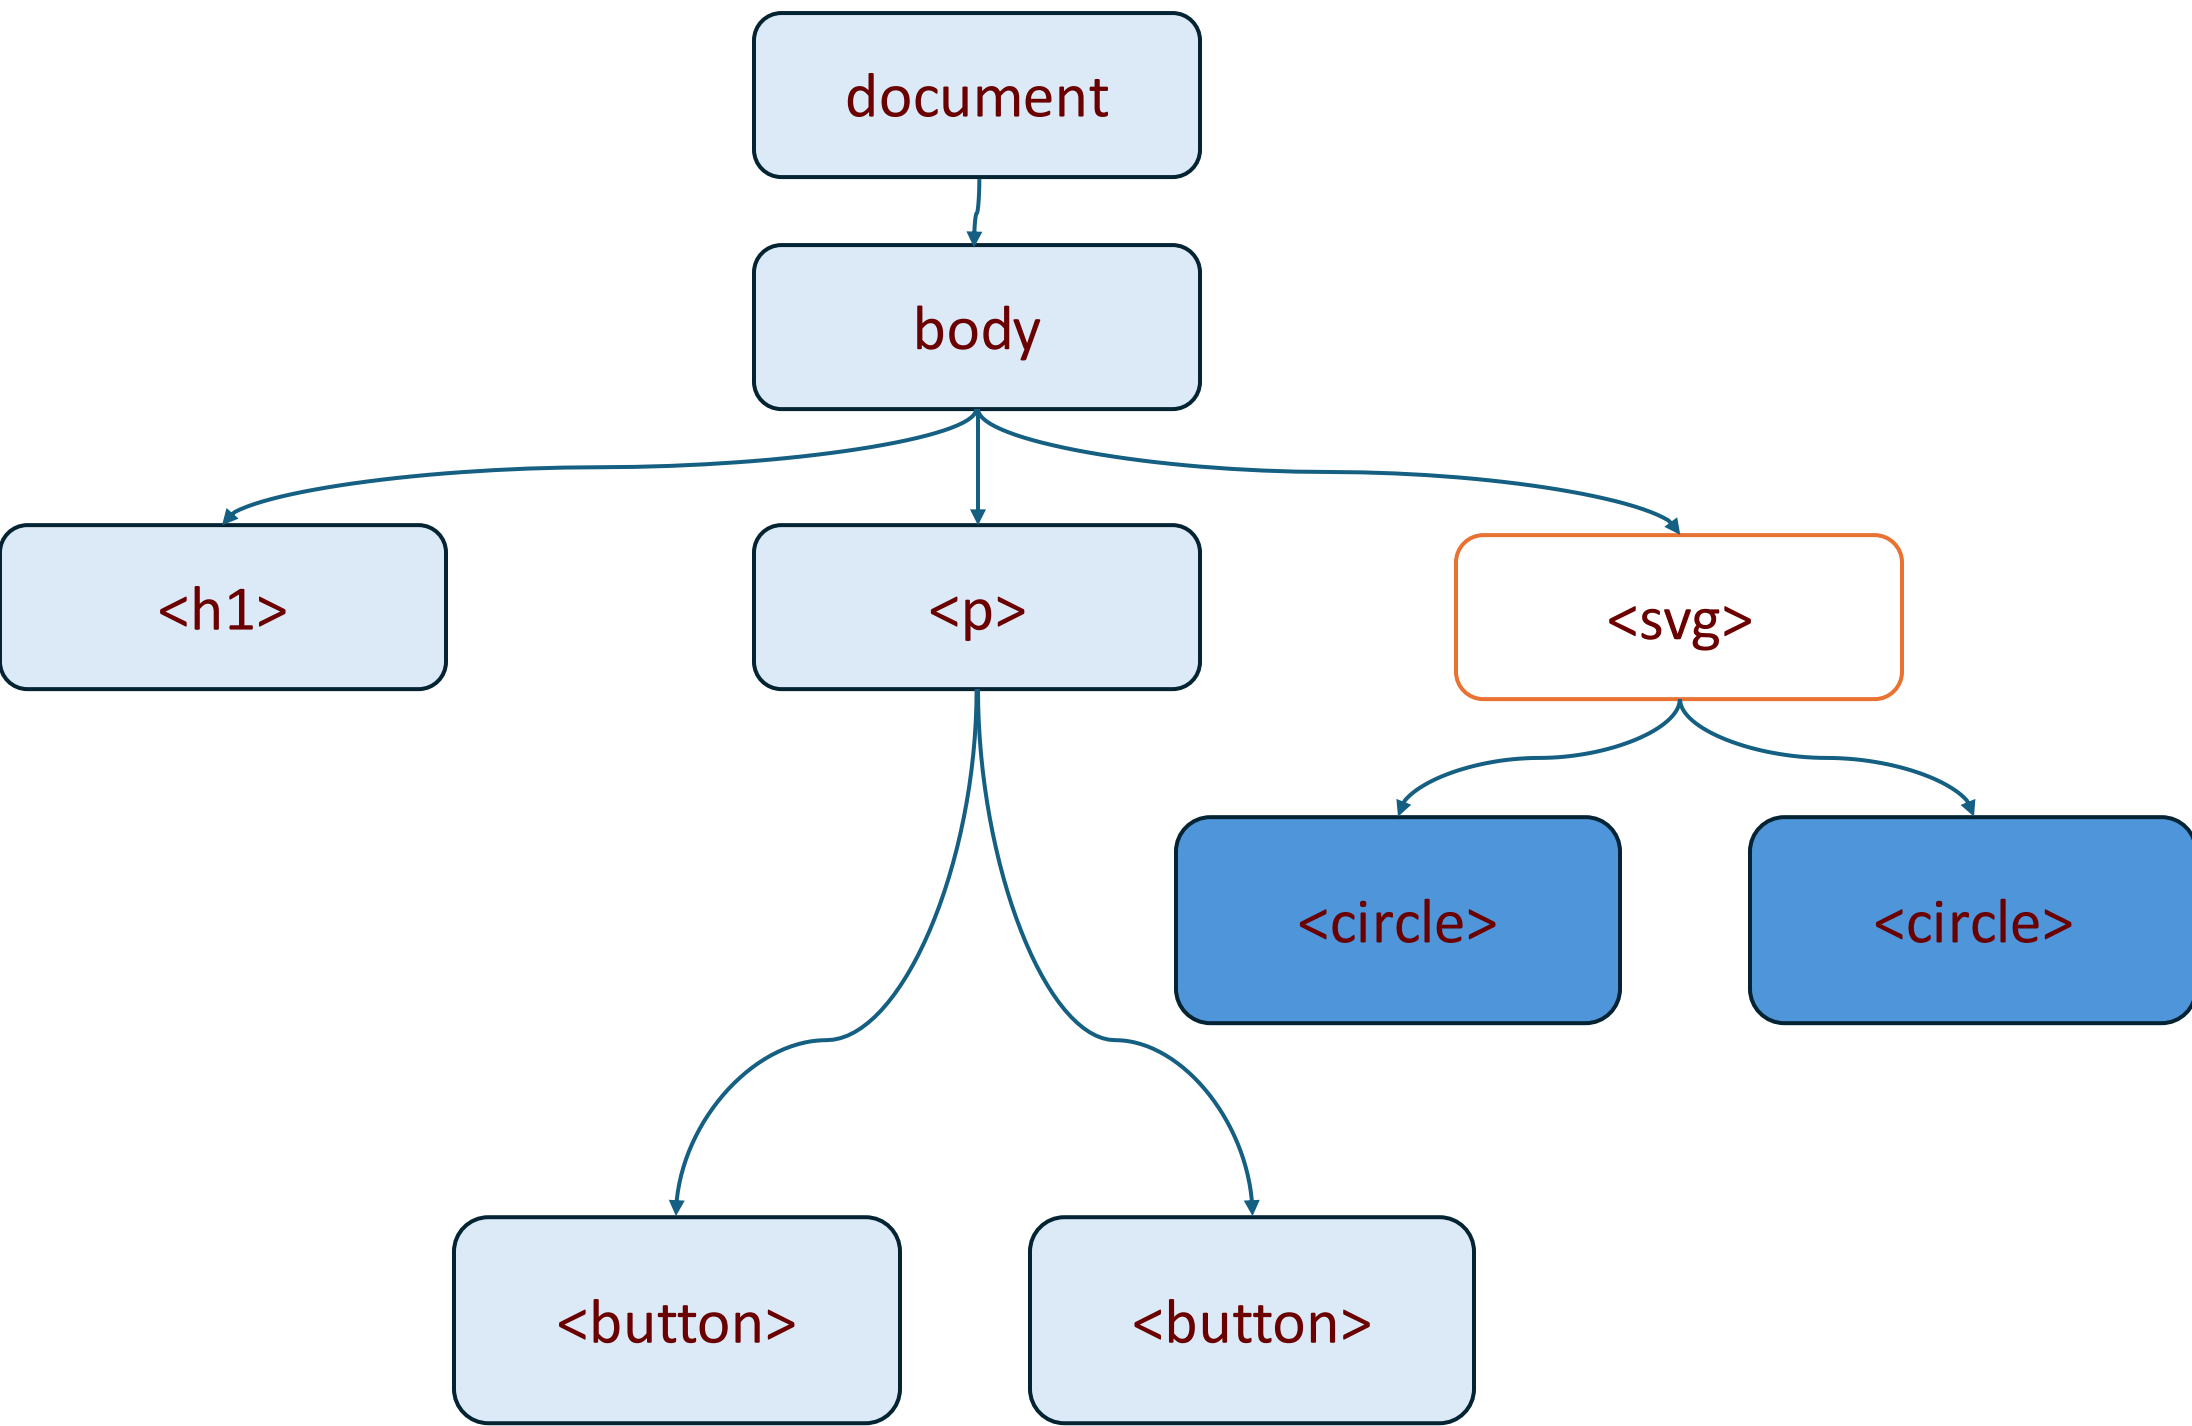 document
body
<h1>
<p>
<svg>
<circle>
<circle>
<button>
<button>